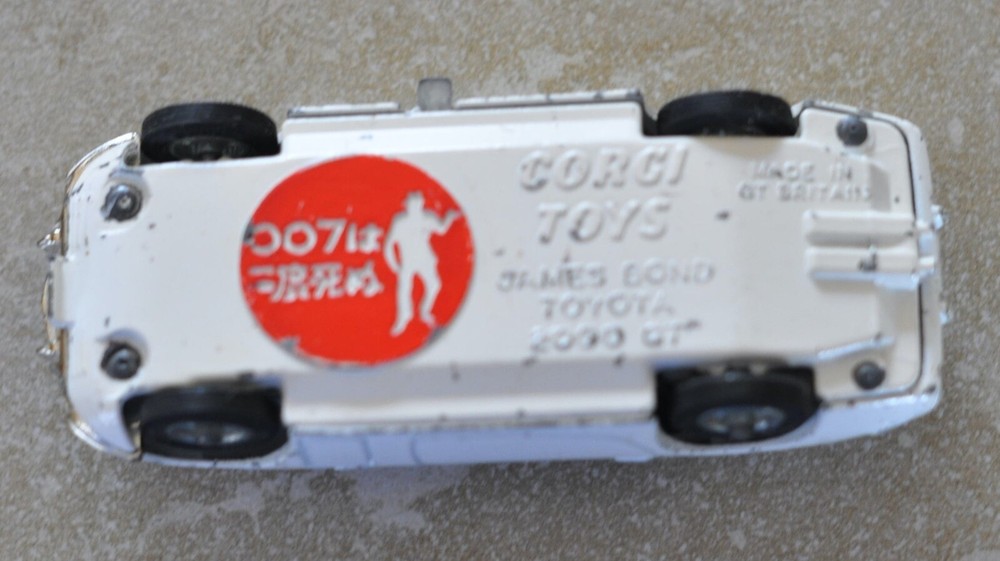 007は
二度死ぬ
CORGI
TOYS
JAMES BOND
TOYOTA
2000 GT
MADE IN
GT BRITAIN